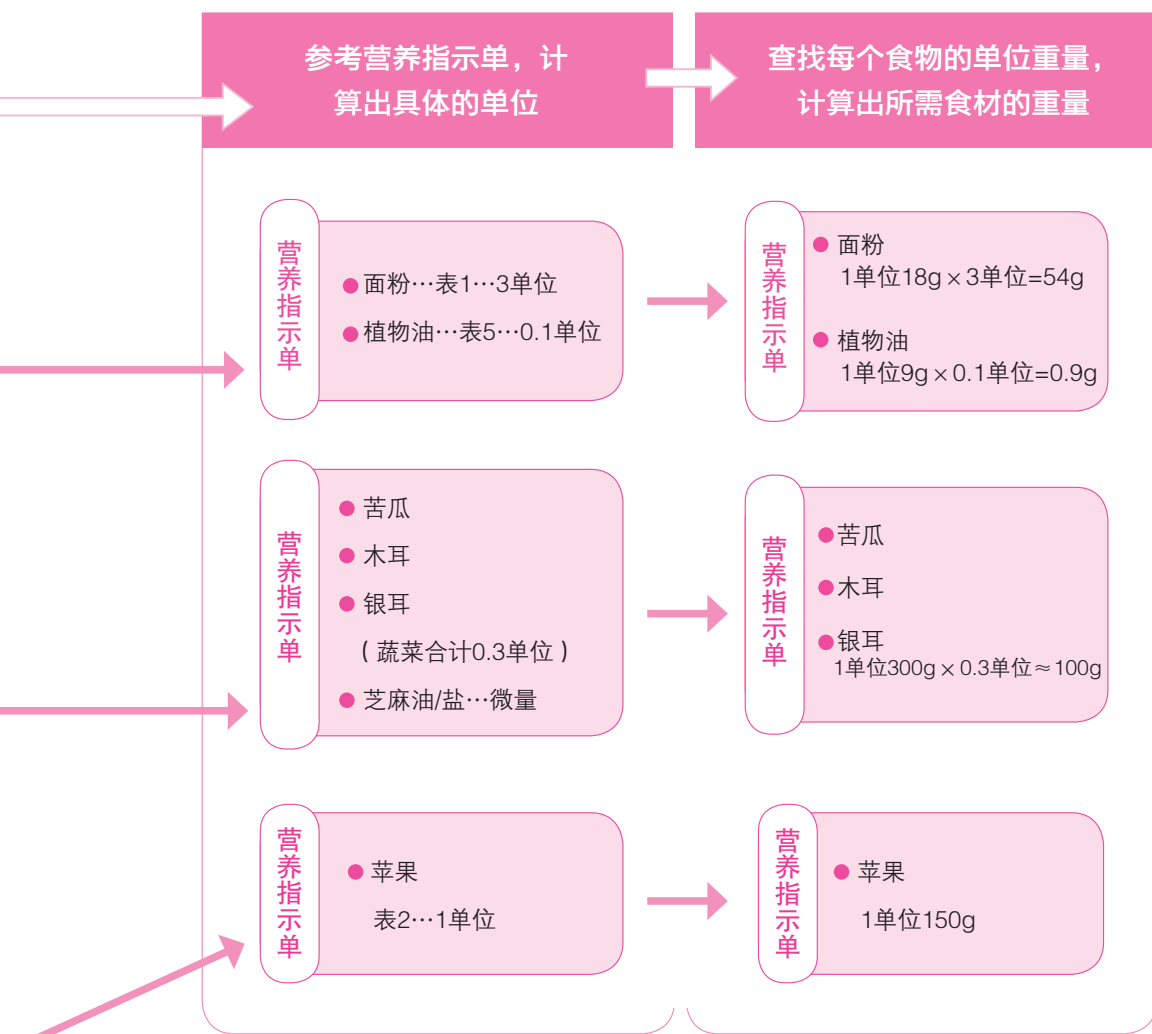 参考营养指示单，计
算出具体的单位
查找每个食物的单位重量，
计算出所需食材的重量
营养指示单
●面粉…表1…3单位
●植物油…表5…0.1单位
营养指示单
●面粉
1单位18g×3单位=54g
●植物油
1单位9g×0.1单位=0.9g
营养指示单
●苦瓜
●木耳
●银耳
（蔬菜合计0.3单位）
●芝麻油/盐…微量
营养指示单
●苦瓜
●木耳
●银耳
1单位300g×0.3单位≈100g
营养指示单
●苹果
表2…1单位
营养指示单
●苹果
1单位150g